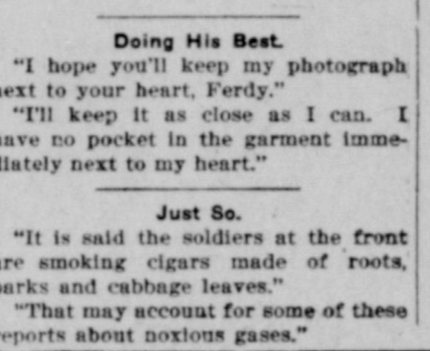 Doing His Best.
"I hope you'll keep my photograph
next to your heart, Ferdy."
"I'll keep it as close as I can. I
have no pocket in the garment imme-
diately next to my heart."
Just So.
"It is said the soldiers at the front
are smoking cigars made of roots,
barks and cabbage leaves."
"That may account for some of these
reports about noxious gases."